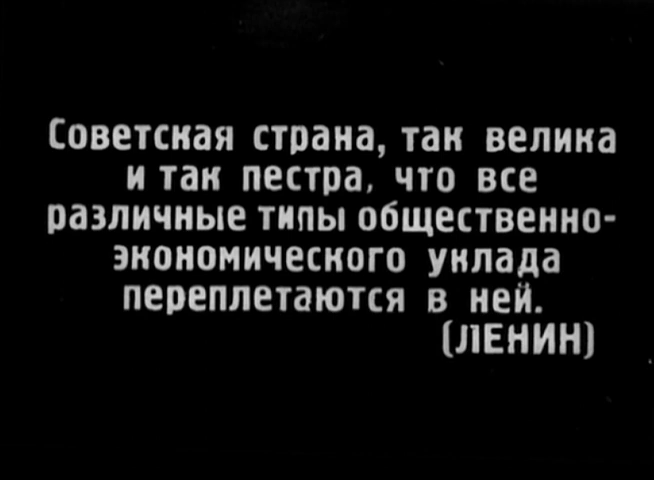 Советская страна, так велика
и так пестра, что все
различные типы общественно-
экономического уклада
переплетаются в ней.
(ЛЕНИН)